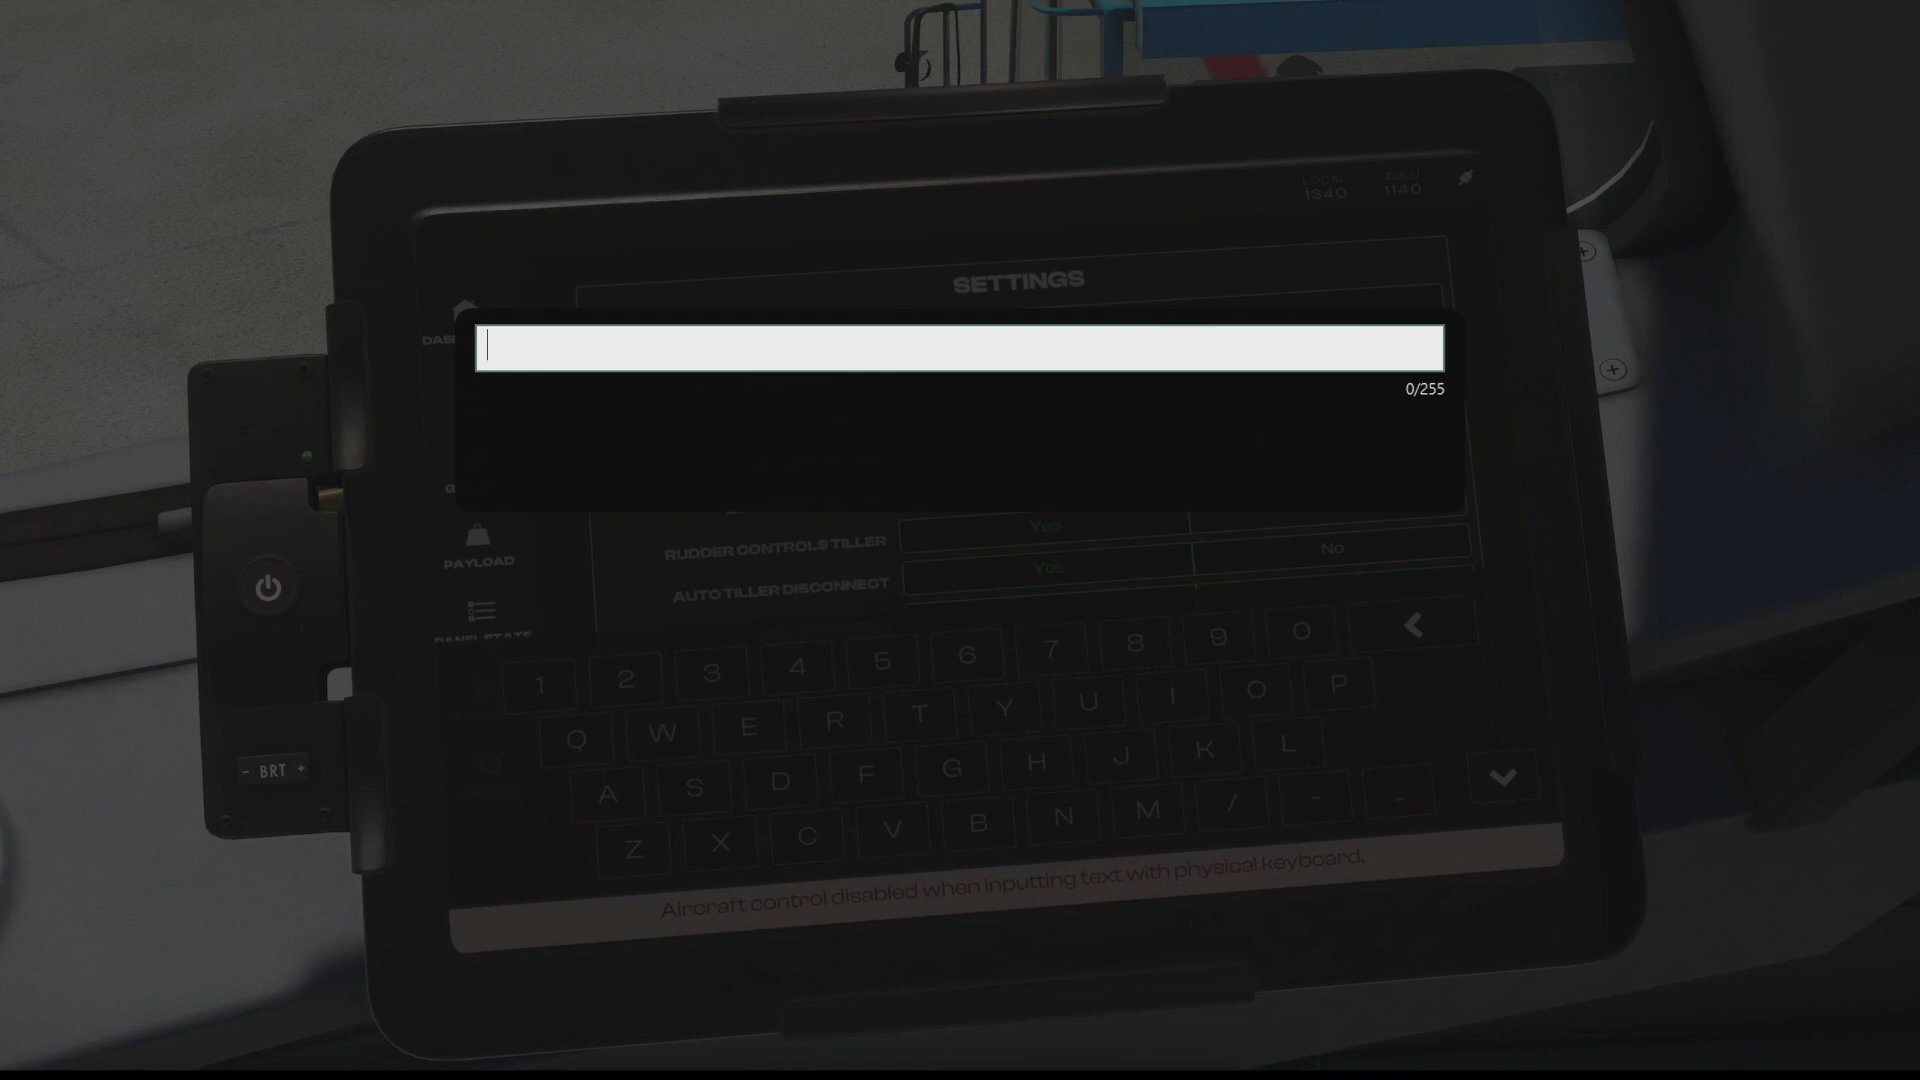 LOCAL ZULU
1340 1140
SETTINGS
0/255
Yes
RUDDER CONTROLS TILLER
No
Yes
AUTO TILLER DISCONNECT
PAYLOAD
1 2 3 4 5 6 7 8 9 0
Q W E R T Y U I O P
A S D F G H J K L
Z X C V B N M / - _
- BRT +
Aircraft control disabled when inputting text with physical keyboard.